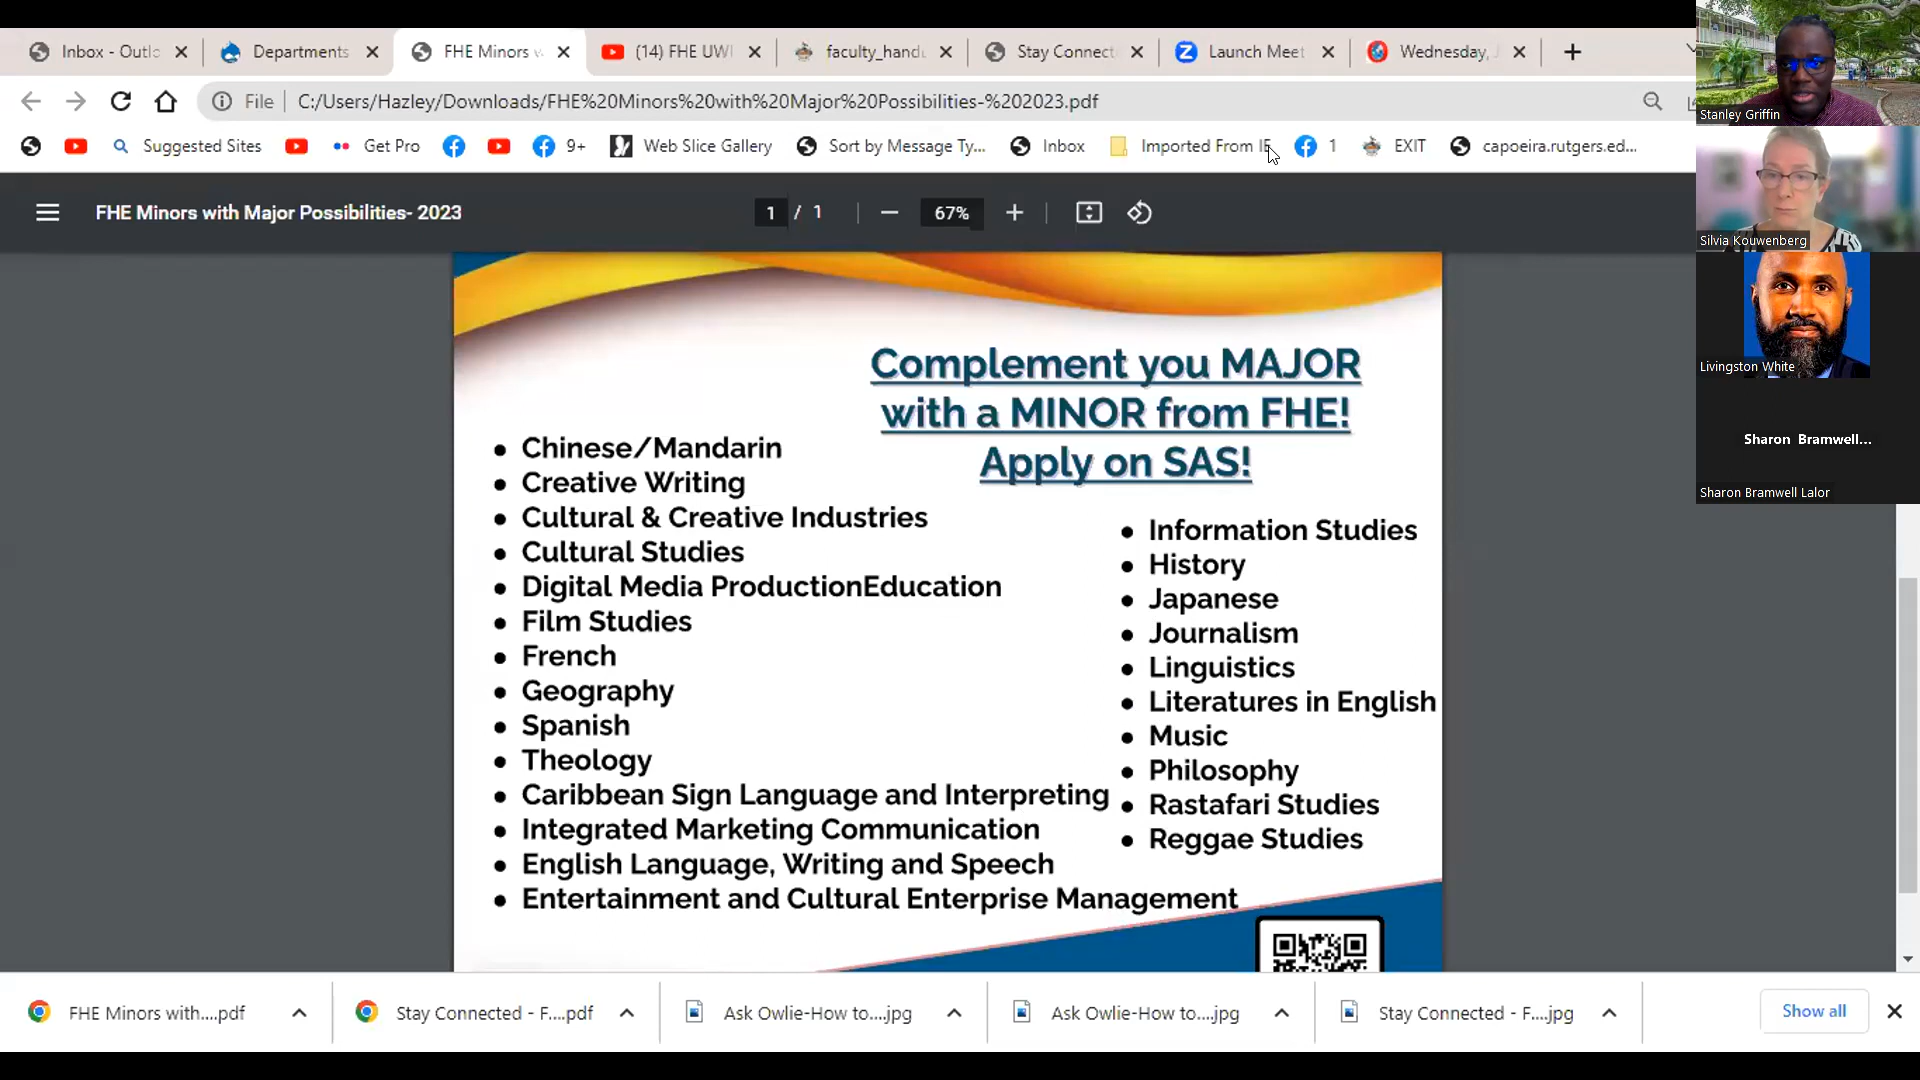 Inbox - Outlo
Departments
FHE Minors w
(14) FHE UWI
faculty_handb
Stay Connect
Launch Meet
Wednesday, J
File
C:/Users/Hazley/Downloads/FHE%20Minors%20with%20Major%20Possibilities-%202023.pdf
Suggested Sites
Get Pro
9+
Web Slice Gallery
Sort by Message Ty...
Inbox
Imported From IE
1
EXIT
capoeira.rutgers.ed...
FHE Minors with Major Possibilities- 2023
1 / 1
67%
Complement you MAJOR
with a MINOR from FHE!
Apply on SAS!
• Chinese/Mandarin
• Creative Writing
• Cultural & Creative Industries
• Cultural Studies
• Digital Media ProductionEducation
• Film Studies
• French
• Geography
• Spanish
• Theology
• Caribbean Sign Language and Interpreting
• Integrated Marketing Communication
• English Language, Writing and Speech
• Entertainment and Cultural Enterprise Management
• Information Studies
• History
• Japanese
• Journalism
• Linguistics
• Literatures in English
• Music
• Philosophy
• Rastafari Studies
• Reggae Studies
Stanley Griffin
Silvia Kouwenberg
Livingston White
Sharon Bramwell...
Sharon Bramwell Lalor
FHE Minors with....pdf
Stay Connected - F....pdf
Ask Owlie-How to....jpg
Ask Owlie-How to....jpg
Stay Connected - F....jpg
Show all